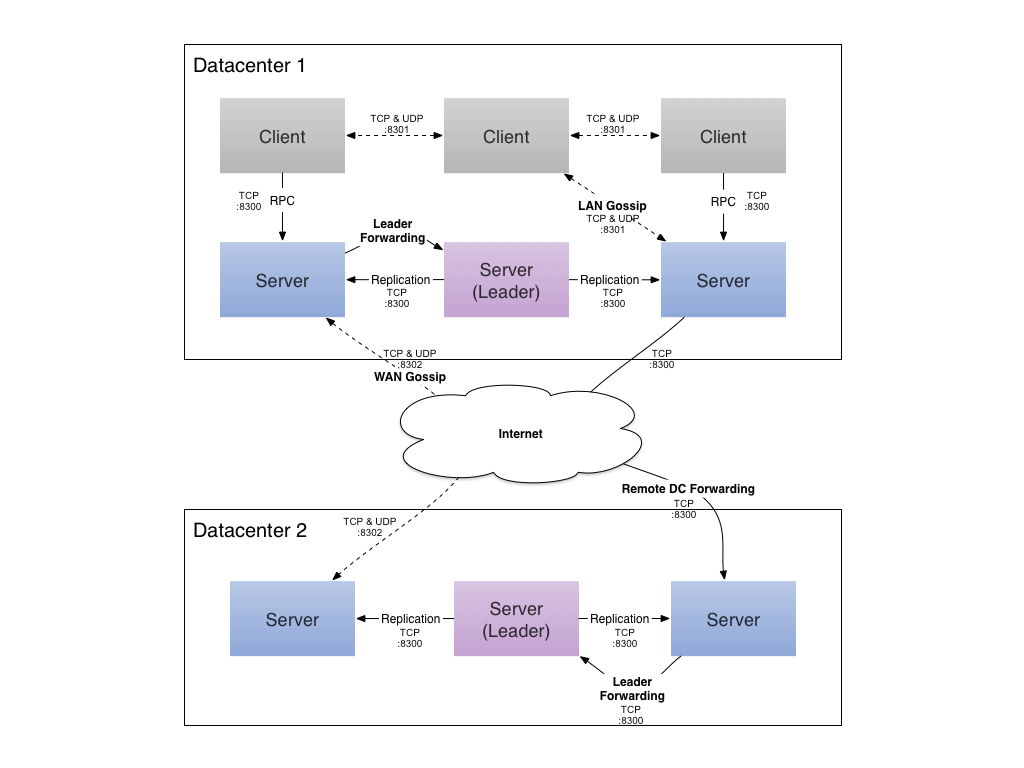 Datacenter 1
TCP & UDP
:8301
TCP & UDP
:8301
Client
Client
Client
TCP
:8300
RPC
RPC
TCP
:8300
LAN Gossip
TCP & UDP
:8301
Leader
Forwarding
Server
Replication
TCP
:8300
Server
(Leader)
Replication
TCP
:8300
Server
TCP & UDP
:8302
WAN Gossip
TCP
:8300
Internet
Remote DC Forwarding
TCP
:8300
Datacenter 2
TCP & UDP
:8302
Server
Replication
TCP
:8300
Server
(Leader)
Replication
TCP
:8300
Server
Leader
Forwarding
TCP
:8300